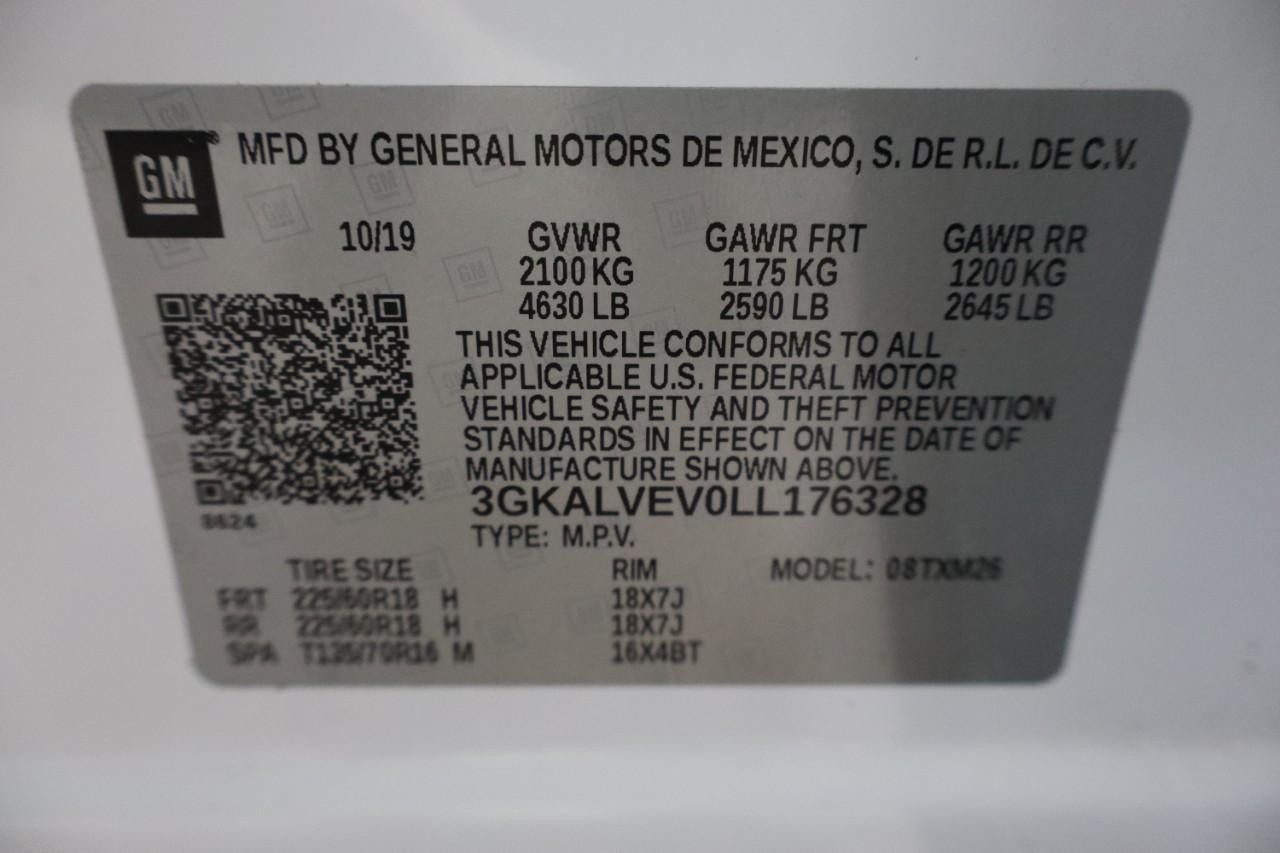 GM® MFD BY GENERAL MOTORS DE MEXICO, S. DE R.L. DE C.V.
10/19 GVWR GAWR FRT GAWR RR
2100 KG 1175 KG 1200 KG
4630 LB 2590 LB 2645 LB
THIS VEHICLE CONFORMS TO ALL
APPLICABLE U.S. FEDERAL MOTOR
VEHICLE SAFETY AND THEFT PREVENTION
STANDARDS IN EFFECT ON THE DATE OF
MANUFACTURE SHOWN ABOVE.
3GKALVEV0LL176328
8624
TYPE: M.P.V.
TIRE SIZE RIM MODEL: 08TXM26
FRT 225/60R18 H 18X7J
RR 225/60R18 H 18X7J
SPA T135/70R16 M 16X4BT